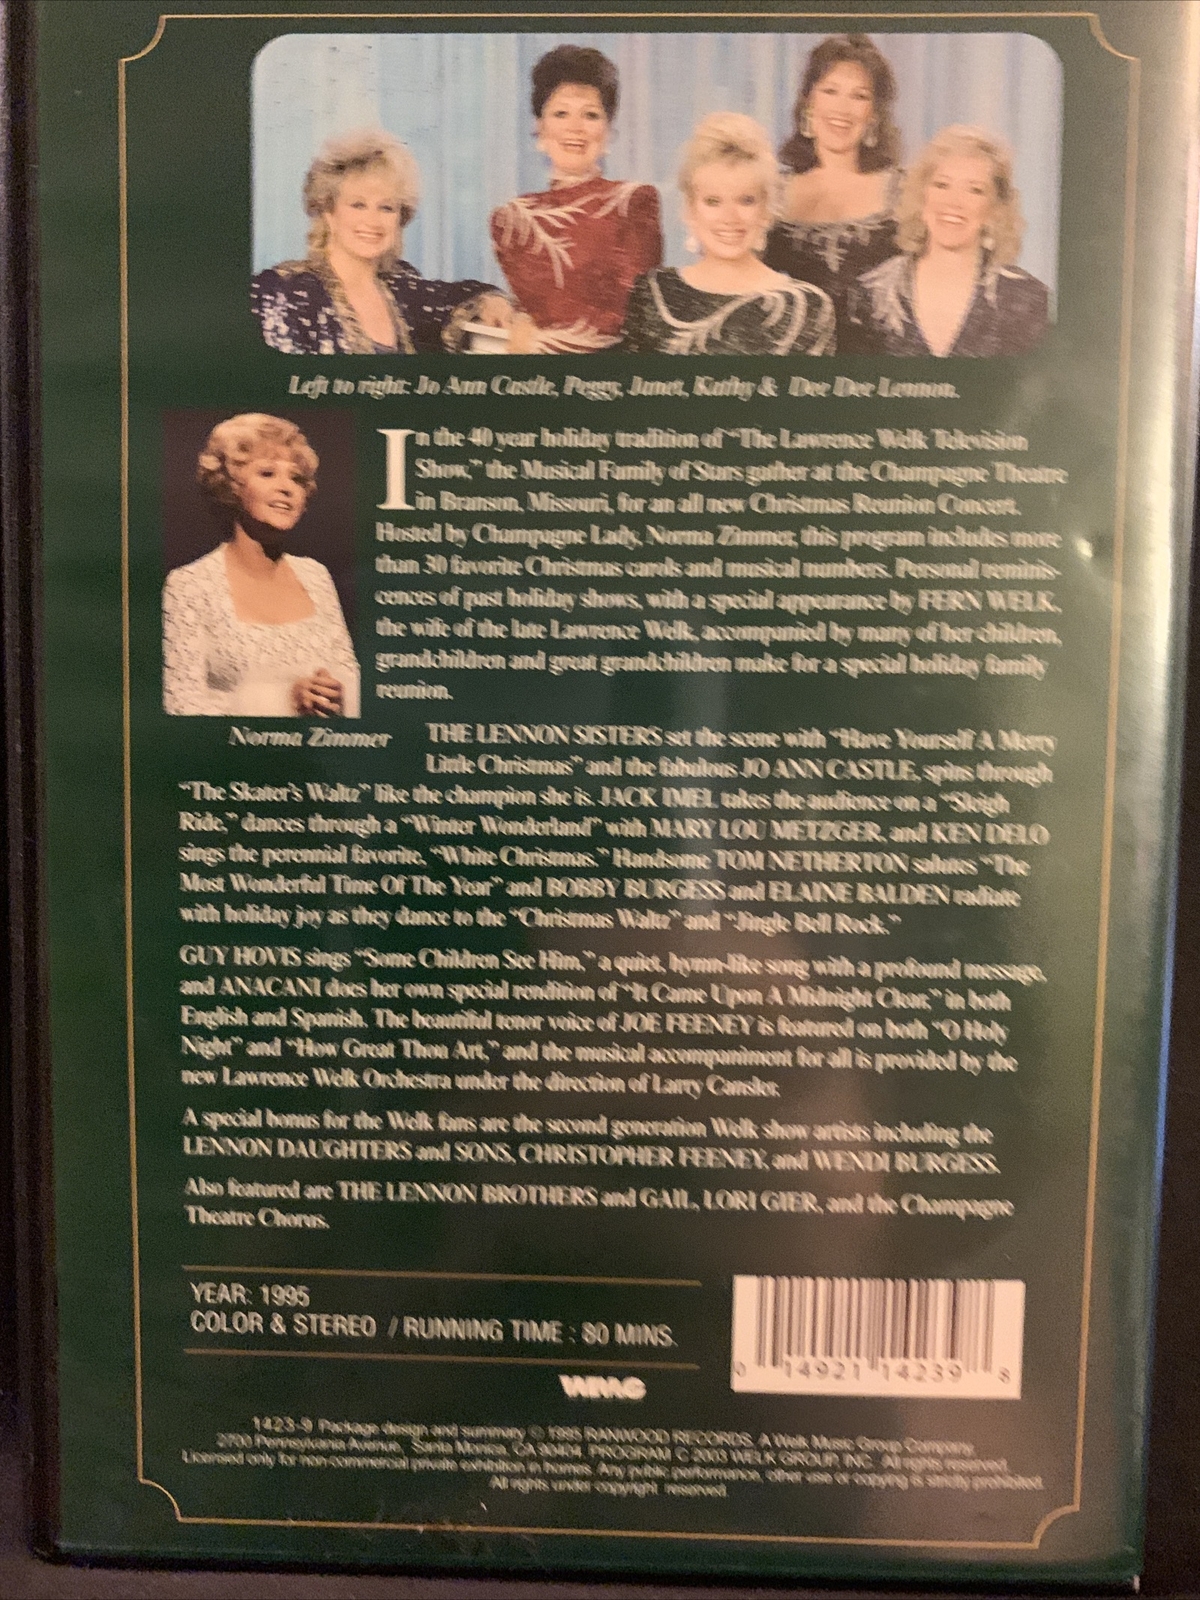 Left to right: Jo Ann Castle, Peggy, Janet, Kathy & Dee Dee Lennon.
In the 40 year holiday tradition of “The Lawrence Welk Television
Show,” the Musical Family of Stars gather at the Champagne Theatre
in Branson, Missouri, for an all new Christmas Reunion Concert.
Hosted by Champagne Lady, Norma Zimmer, this program includes more
than 30 favorite Christmas carols and musical numbers. Personal reminis-
cences of past holiday shows, with a special appearance by FERN WELK,
the wife of the late Lawrence Welk, accompanied by many of her children,
grandchildren and great grandchildren make for a special holiday family
reunion.
Norma Zimmer
THE LENNON SISTERS set the scene with “Have Yourself A Merry
Little Christmas” and the fabulous JO ANN CASTLE, spins through
“The Skater's Waltz” like the champion she is. JACK IMEL takes the audience on a “Sleigh
Ride,” dances through a “Winter Wonderland” with MARY LOU METZGER, and KEN DELO
sings the perennial favorite, “White Christmas.” Handsome TOM NETHERTON salutes “The
Most Wonderful Time Of The Year” and BOBBY BURGESS and ELAINE BALDEN radiate
with holiday joy as they dance to the “Christmas Waltz” and “Jingle Bell Rock.”
GUY HOVIS sings “Some Children See Him,” a quiet, hymn-like song with a profound message,
and ANACANI does her own special rendition of “It Came Upon A Midnight Clear,” in both
English and Spanish. The beautiful tenor voice of JOE FEENEY is featured on both “O Holy
Night” and “How Great Thou Art,” and the musical accompaniment for all is provided by the
new Lawrence Welk Orchestra under the direction of Larry Cansler.
A special bonus for the Welk fans are the second generation Welk show artists including the
LENNON DAUGHTERS and SONS, CHRISTOPHER FEENEY, and WENDI BURGESS.
Also featured are THE LENNON BROTHERS and GAIL, LORI GIER, and the Champagne
Theatre Chorus.
YEAR: 1995
COLOR & STEREO / RUNNING TIME : 80 MINS.
0 14921 14239 8
WMG
1423-9 Package design and summary © 1995 RANWOOD RECORDS, A Welk Music Group Company
2700 Pennsylvania Avenue, Santa Monica, CA 90404. PROGRAM © 2003 WELK GROUP, INC. All rights reserved.
Licensed only for non-commercial private exhibition in homes. Any public performance, other use or copying is strictly prohibited.
All rights under copyright reserved.